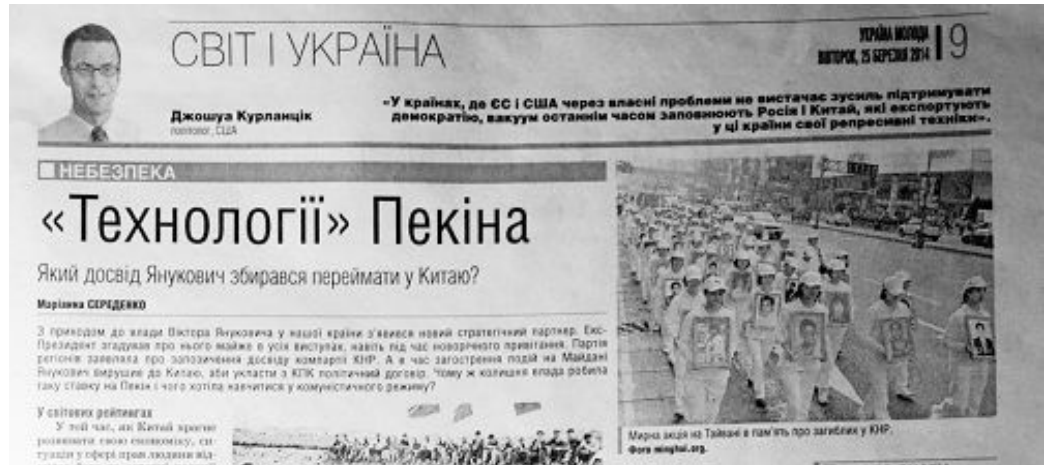 СВІТ І УКРАЇНА
УКРАЇНА МОЛОДА
ВІВТОРОК, 25 БЕРЕЗНЯ 2014
9
Джошуа Курланцік
політолог, США
«У країнах, де ЄС і США через власні проблеми не вистачає зусиль підтримувати
демократію, вакуум останнім часом заповнюють Росія і Китай, які експортують
у ці країни свої репресивні техніки».
НЕБЕЗПЕКА
«Технології» Пекіна
Який досвід Янукович збирався переймати у Китаю?
Маріанна СЕРЕДЕНКО
З приходом до влади Віктора Януковича у нашої країни з'явився новий стратегічний партнер. Екс-
Президент згадував про нього майже в усіх виступах, навіть під час новорічного привітання. Партія
регіонів заявляла про запозичення досвіду компартії КНР. А в час загострення подій на Майдані
Янукович вирушив до Китаю, аби укласти з КПК політичний договір. Чому ж колишня влада робила
таку ставку на Пекін і чого хотіла навчитися у комуністичного режиму?
У світових рейтингах
У той час, як Китай прагне
розвивати свою економіку, си-
туація у сфері прав людини від-
Мирна акція на Тайвані в пам'ять про загиблих у КНР.
Фото minghui.org.